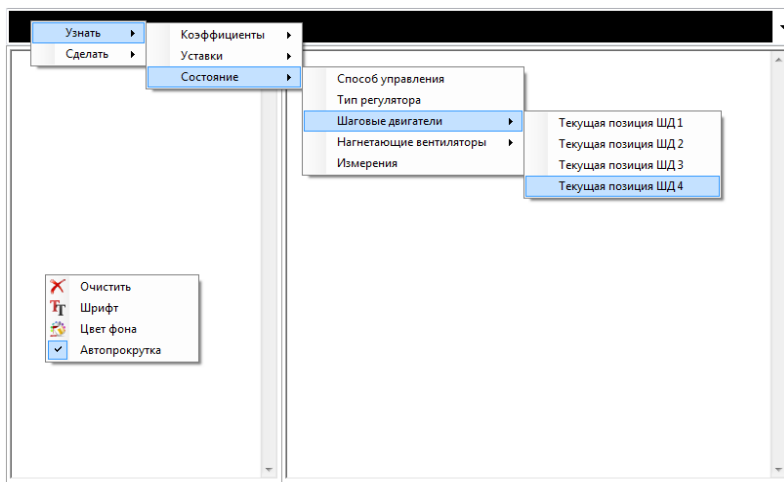 Узнать
Сделать
Коэффициенты
Уставки
Состояние
Способ управления
Тип регулятора
Шаговые двигатели
Нагнетающие вентиляторы
Измерения
Текущая позиция ШД 1
Текущая позиция ШД 2
Текущая позиция ШД 3
Текущая позиция ШД 4
Очистить
Шрифт
Цвет фона
Автопрокрутка